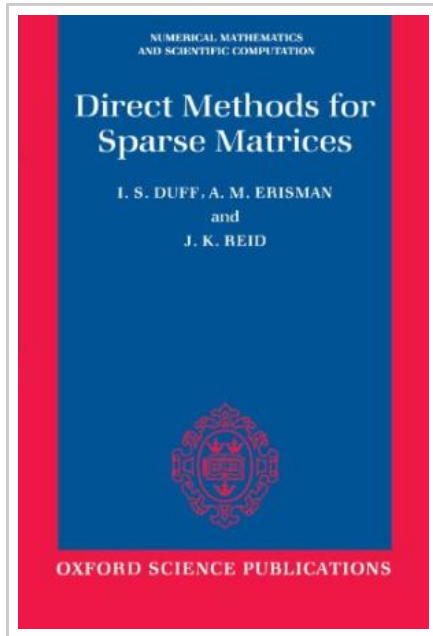 NUMERICAL MATHEMATICS
AND SCIENTIFIC COMPUTATION
Direct Methods for
Sparse Matrices
I. S. DUFF, A. M. ERISMAN
and
J. K. REID
OXFORD SCIENCE PUBLICATIONS